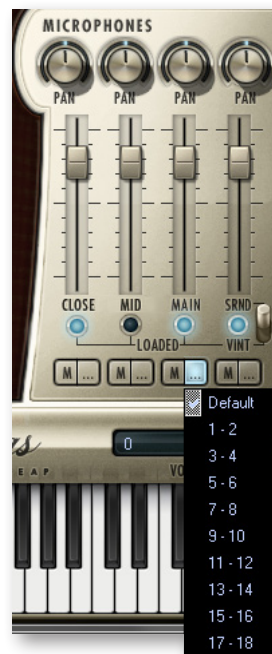 MICROPHONES
PAN PAN PAN PAN
CLOSE MID MAIN SRND
LOADED VINT
M ... M ... M ... M ...
Default
1 - 2
0
3 - 4
E A P VO
5 - 6
7 - 8
9 - 10
11 - 12
13 - 14
15 - 16
17 - 18